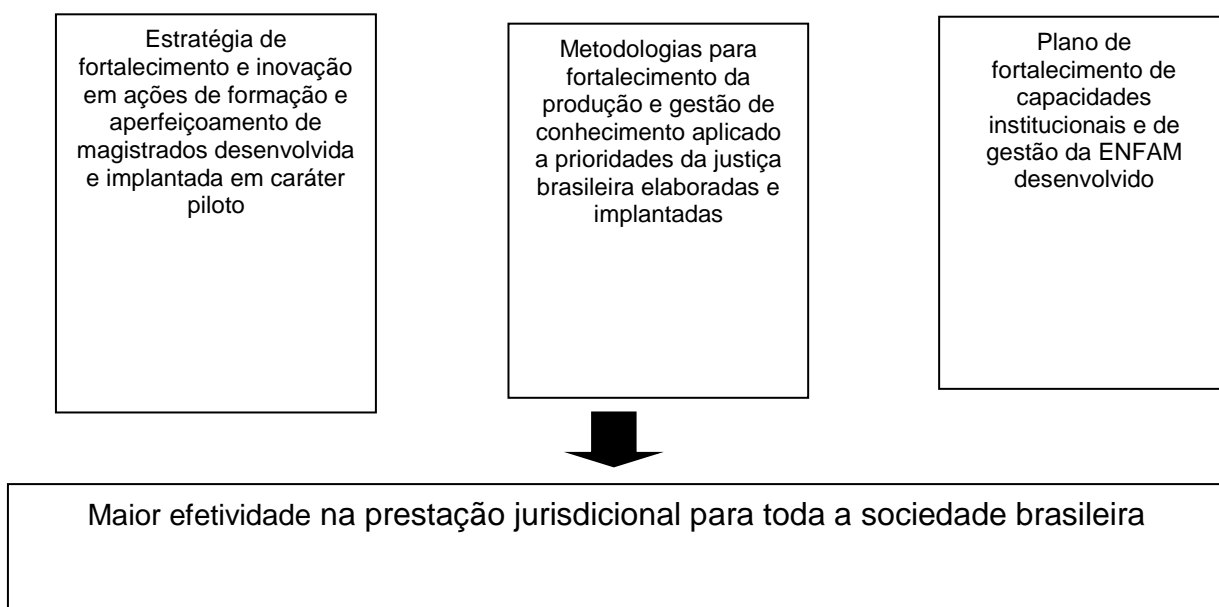 Estratégia de
fortalecimento e inovação
em ações de formação e
aperfeiçoamento de
magistrados desenvolvida
e implantada em caráter
piloto
Metodologias para
fortalecimento da
produção e gestão de
conhecimento aplicado
a prioridades da justiça
brasileira elaboradas e
implantadas
Plano de
fortalecimento de
capacidades
institucionais e de
gestão da ENFAM
desenvolvido
Maior efetividade na prestação jurisdicional para toda a sociedade brasileira